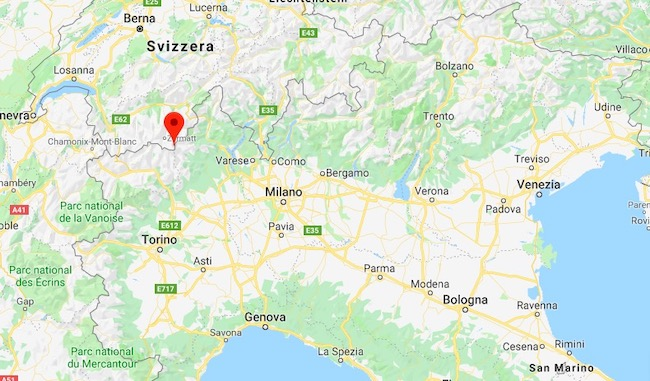 E25
Lucerna
Liechtenstein
Berna
Svizzera
E43
Villaco
Losanna
Bolzano
nevra
E62
E35
Trento
Udine
Chamonix-Mont-Blanc
Varese
Como
Bergamo
Treviso
Chambéry
Milano
Verona
Venezia
Padova
A41
Parc national
de la Vanoise
E612
Pavia
E35
Torino
Asti
Parma
Parc national
des Écrins
E717
Modena
Bologna
Gap
Genova
Ravenna
Savona
Cesena
Rimini
La Spezia
Parc national
du Mercantour
San Marino
A51